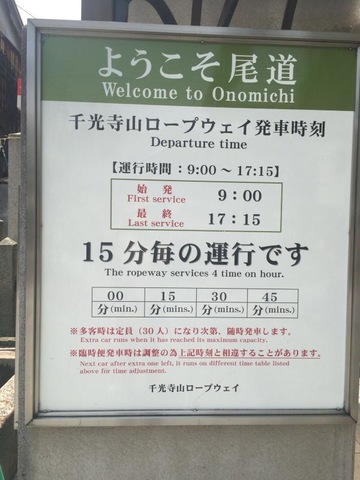 ようこそ尾道
Welcome to Onomichi
千光寺山ロープウェイ発車時刻
Departure time
【運行時間：9:00～17:15】
始発 9:00
First service
最終 17:15
Last service
15分毎の運行です
The ropeway services 4 time on hour.
00 15 30 45
分(mins.) 分(mins.) 分(mins.) 分(mins.)
※多客時は定員（30人）になり次第、随時発車します。
Extra car runs when it has reached its maximum capacity.
※臨時便発車時は調整の為上記時刻と相違することがあります。
Next car after extra one left, it runs on different time table listed
above for time adjustment.
千光寺山ロープウェイ